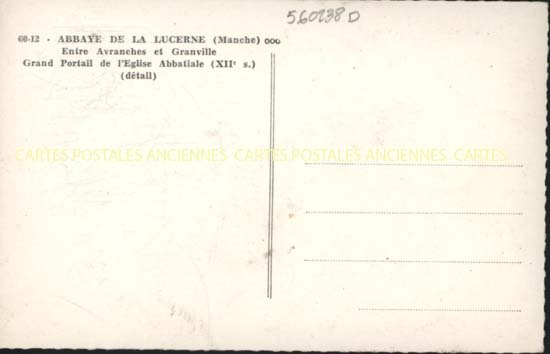 560238D
60-12 - ABBAYE DE LA LUCERNE (Manche) ooo
Entre Avranches et Granville
Grand Portail de l'Eglise Abbatiale (XIIe s.)
(détail)
CARTES POSTALES ANCIENNES CARTES POSTALES ANCIENNES CARTES